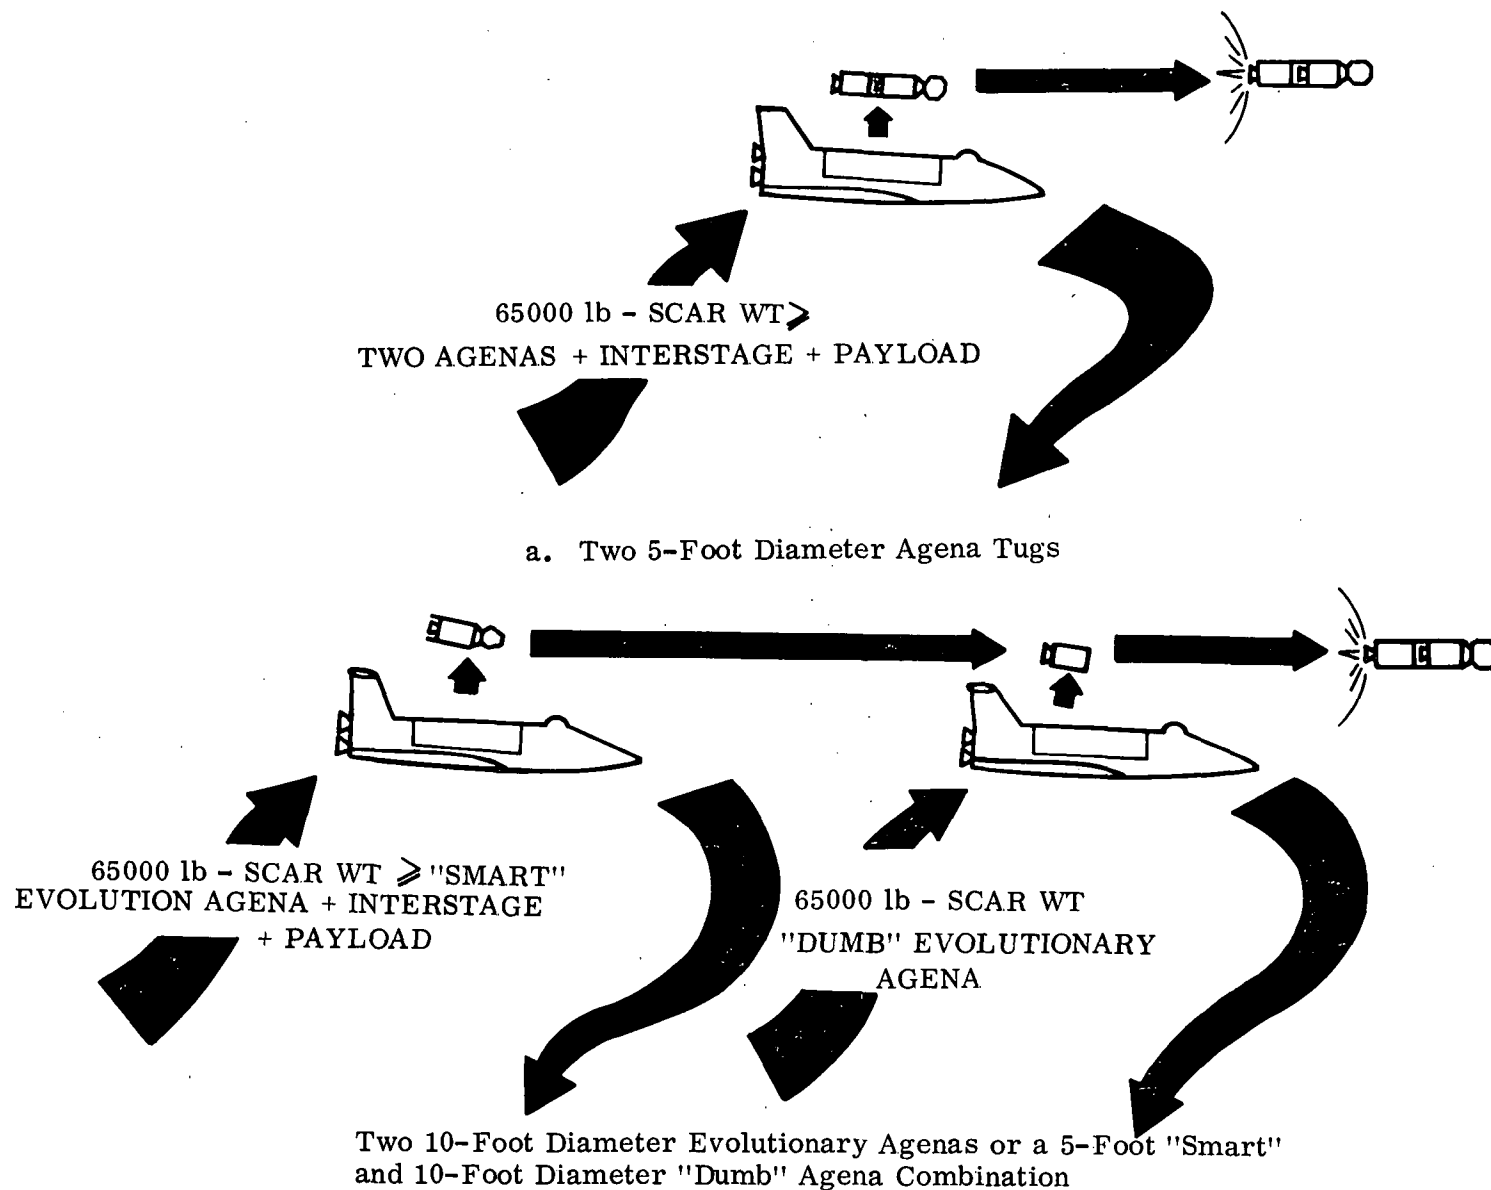 65000 lb - SCAR WT ⩾
TWO AGENAS + INTERSTAGE + PAYLOAD
a. Two 5-Foot Diameter Agena Tugs
65000 lb - SCAR WT ⩾ "SMART"
EVOLUTION AGENA + INTERSTAGE
+ PAYLOAD
65000 lb - SCAR WT
"DUMB" EVOLUTIONARY
AGENA
Two 10-Foot Diameter Evolutionary Agenas or a 5-Foot "Smart"
and 10-Foot Diameter "Dumb" Agena Combination